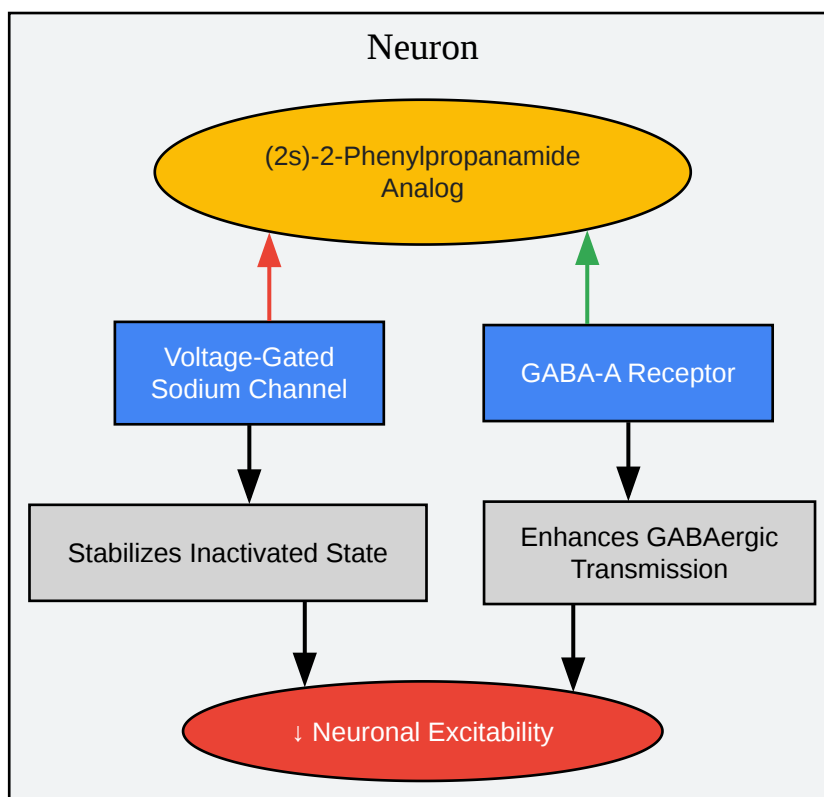 Neuron
(2s)-2-Phenylpropanamide
Analog
Voltage-Gated
Sodium Channel
GABA-A Receptor
Stabilizes Inactivated State
Enhances GABAergic
Transmission
↓ Neuronal Excitability